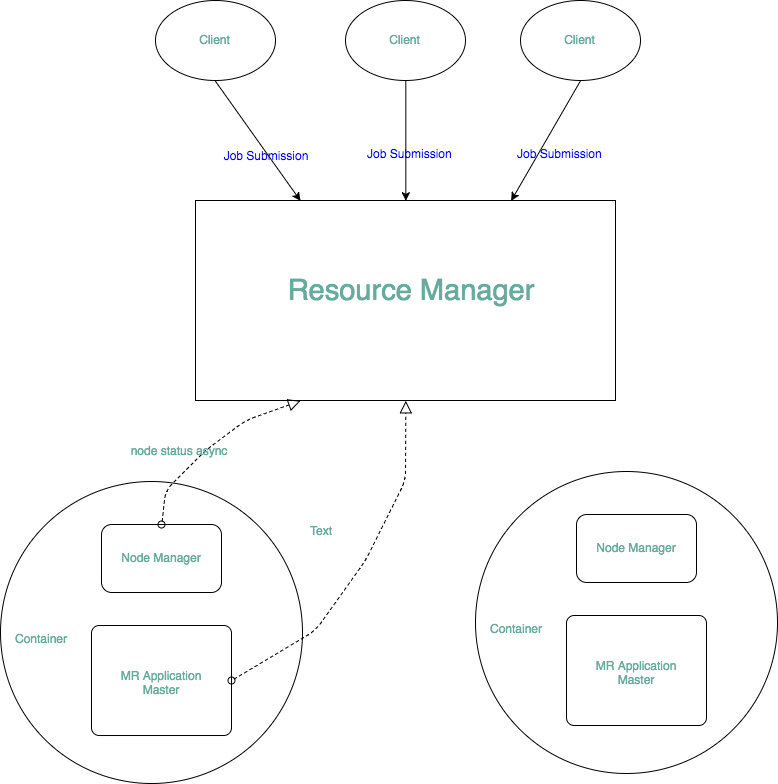 Client
Client
Client
Job Submission
Job Submission
Job Submission
Resource Manager
node status async
Text
Node Manager
Container
MR Application
Master
Node Manager
Container
MR Application
Master